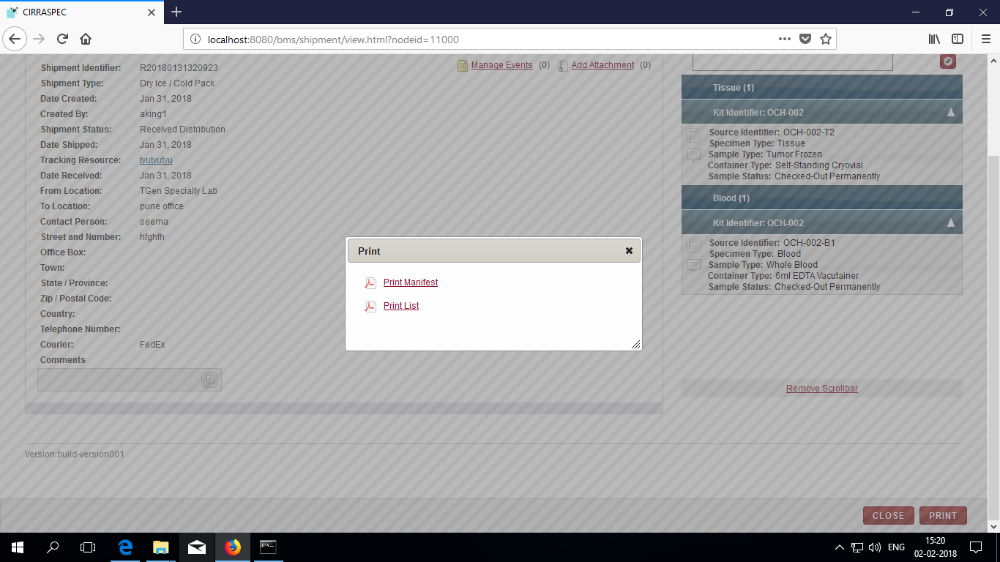 CIRRASPEC
localhost:8080/bms/shipment/view.html?nodeid=11000
Shipment Identifier: R20180131320923
Manage Events (0) Add Attachment (0)
Shipment Type: Dry Ice / Cold Pack
Date Created: Jan 31, 2018
Created By: aking1
Shipment Status: Received Distribution
Date Shipped: Jan 31, 2018
Tracking Resource: tyutyutyu
Date Received: Jan 31, 2018
From Location: TGen Specialty Lab
To Location: pune office
Contact Person: seema
Street and Number: hfghfh
Office Box:
Town:
State / Province:
Zip / Postal Code:
Country:
Telephone Number:
Courier: FedEx
Comments
Print
Print Manifest
Print List
Tissue (1)
Kit Identifier: OCH-002
Source Identifier: OCH-002-T2
Specimen Type: Tissue
Sample Type: Tumor Frozen
Container Type: Self-Standing Cryovial
Sample Status: Checked-Out Permanently
Blood (1)
Kit Identifier: OCH-002
Source Identifier: OCH-002-B1
Specimen Type: Blood
Sample Type: Whole Blood
Container Type: 6ml EDTA Vacutainer
Sample Status: Checked-Out Permanently
Remove Scrollbar
Version:build-version001
CLOSE PRINT
ENG
15:20
02-02-2018